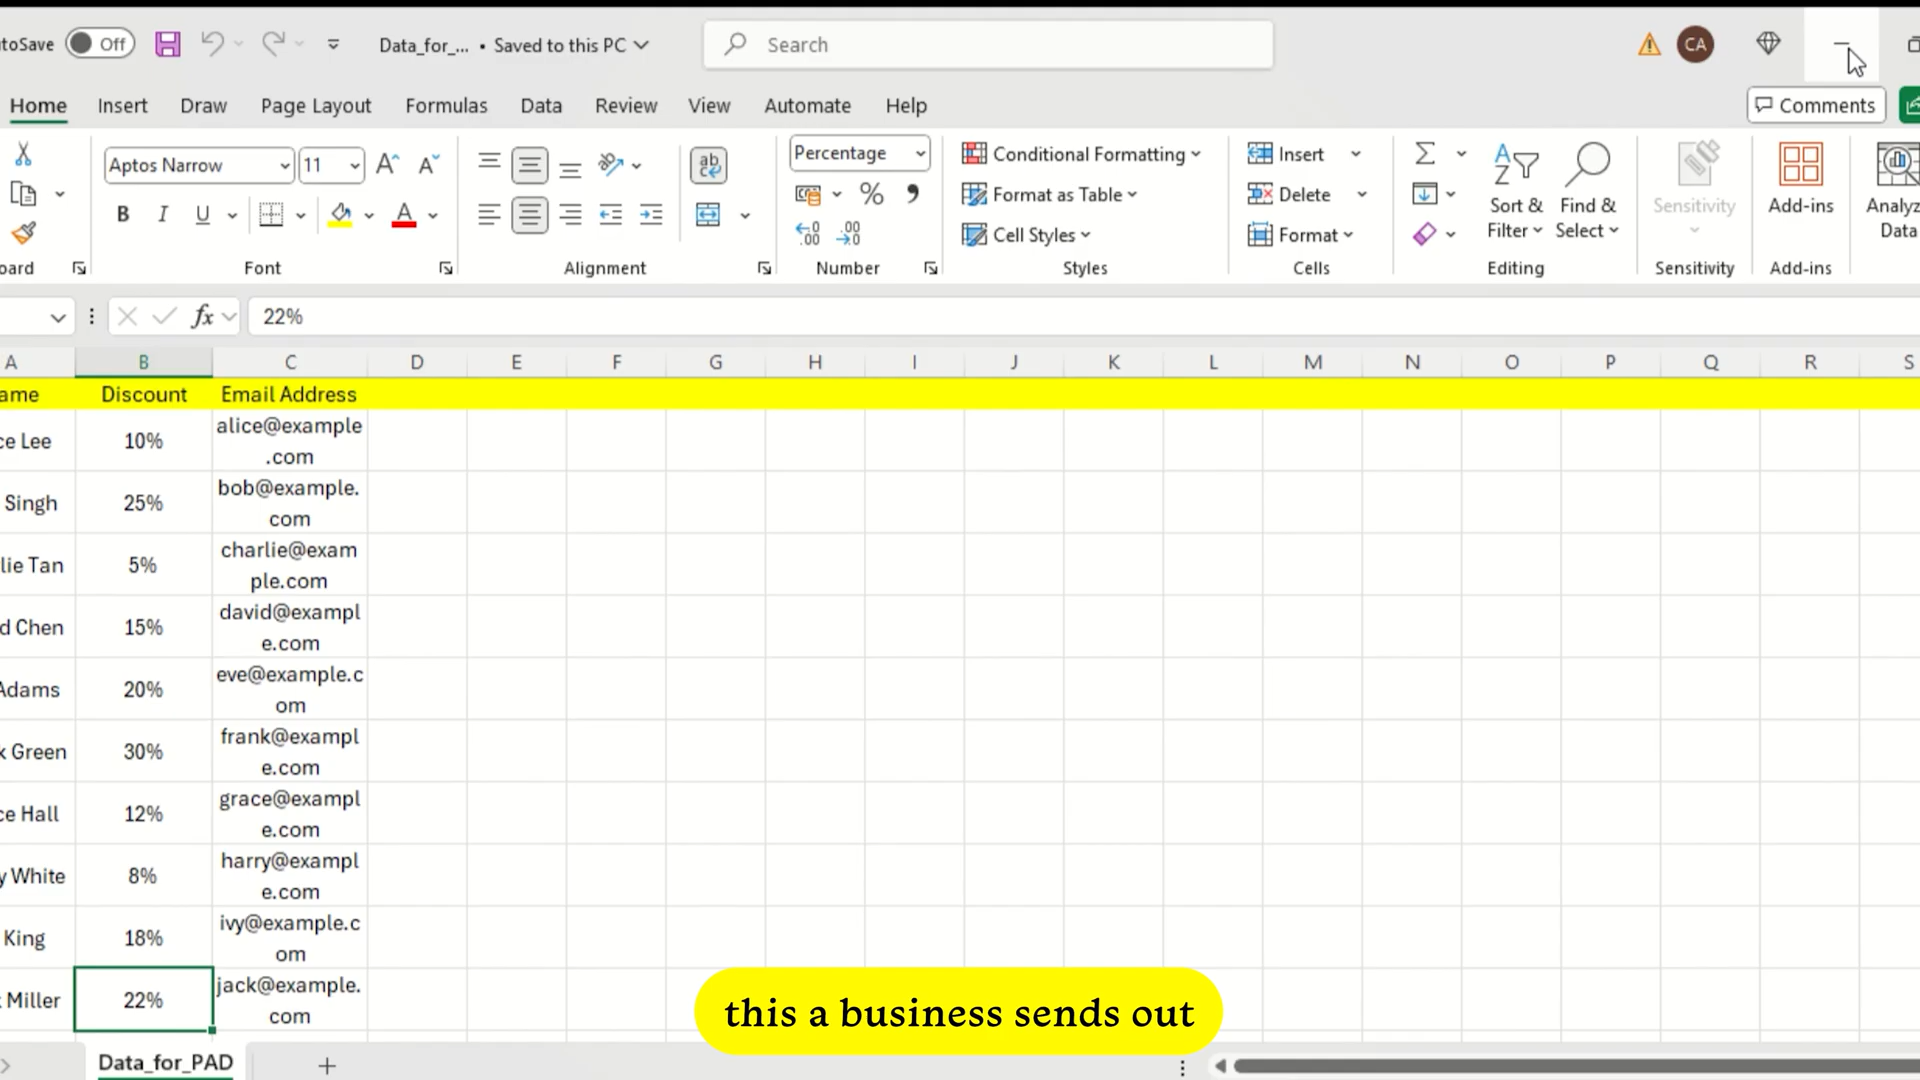 toSave Off Data_for_... • Saved to this PC Search CA
Home Insert Draw Page Layout Formulas Data Review View Automate Help Comments
Aptos Narrow 11 A A ab c Percentage Conditional Formatting Insert Σ A Z
B I U A % , Format as Table Delete Sort & Filter Find & Select Sensitivity Add-ins Analyz Data
.00 .00 Cell Styles Format
oard Font Alignment Number Styles Cells Editing Sensitivity Add-ins
fx 22%
A B C D E F G H I J K L M N O P Q R S
ame Discount Email Address
ce Lee 10% alice@example
.com
Singh 25% bob@example.
com
lie Tan 5% charlie@exam
ple.com
d Chen 15% david@exampl
e.com
Adams 20% eve@example.c
om
k Green 30% frank@exampl
e.com
ce Hall 12% grace@exampl
e.com
y White 8% harry@exampl
e.com
King 18% ivy@example.c
om
Miller 22% jack@example.
com
this a business sends out
Data_for_PAD